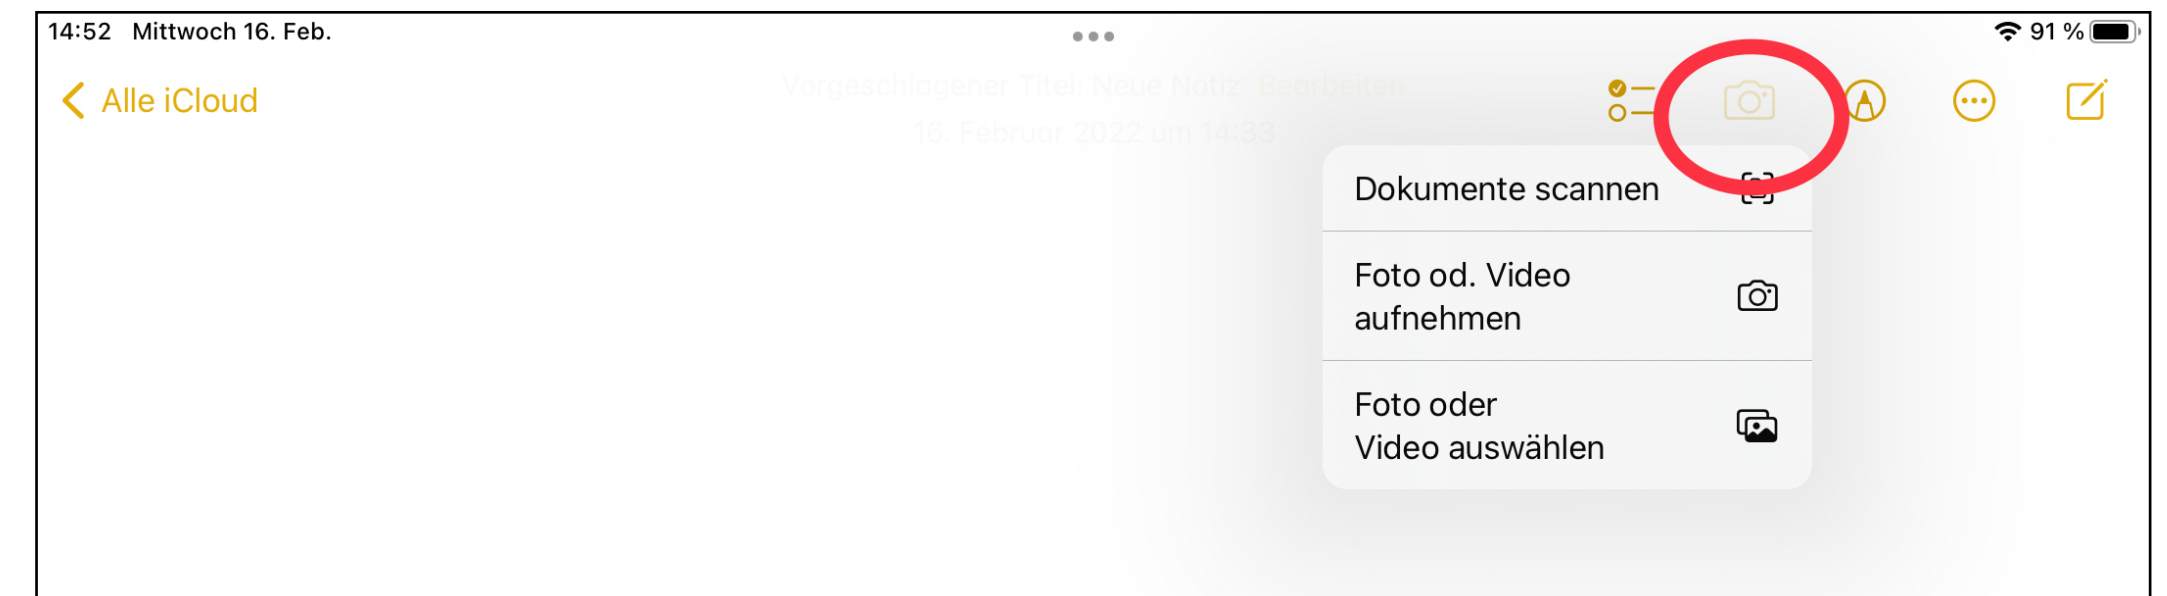 14:52 Mittwoch 16. Feb.
91 %
Alle iCloud
Vorgeschlagener Titel: Neue Notiz Bearbeiten
16. Februar 2022 um 14:33
Dokumente scannen
Foto od. Video
aufnehmen
Foto oder
Video auswählen